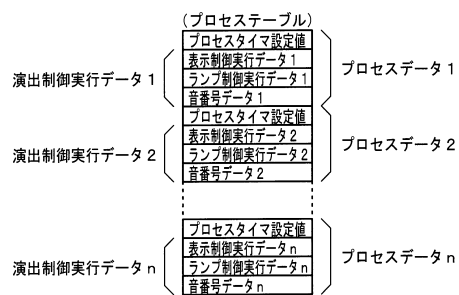 (プロセステーブル)
プロセスタイマ設定値
表示制御実行データ1
ランプ制御実行データ1
音番号データ1
演出制御実行データ1
プロセスデータ1
プロセスタイマ設定値
表示制御実行データ2
ランプ制御実行データ2
音番号データ2
演出制御実行データ2
プロセスデータ2
プロセスタイマ設定値
表示制御実行データn
ランプ制御実行データn
音番号データn
演出制御実行データn
プロセスデータn